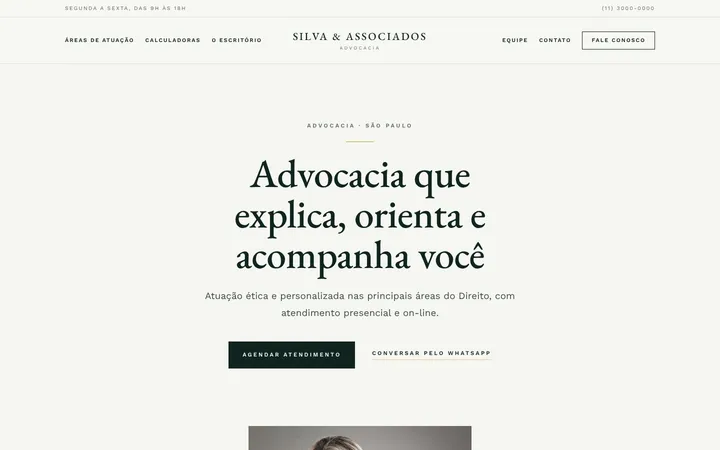 SEGUNDA A SEXTA, DAS 9H ÀS 18H
(11) 3000-0000
ÁREAS DE ATUAÇÃO
CALCULADORAS
O ESCRITÓRIO
SILVA & ASSOCIADOS
ADVOCACIA
EQUIPE
CONTATO
FALE CONOSCO
ADVOCACIA · SÃO PAULO
Advocacia que
explica, orienta e
acompanha você
Atuação ética e personalizada nas principais áreas do Direito, com
atendimento presencial e on-line.
AGENDAR ATENDIMENTO
CONVERSAR PELO WHATSAPP